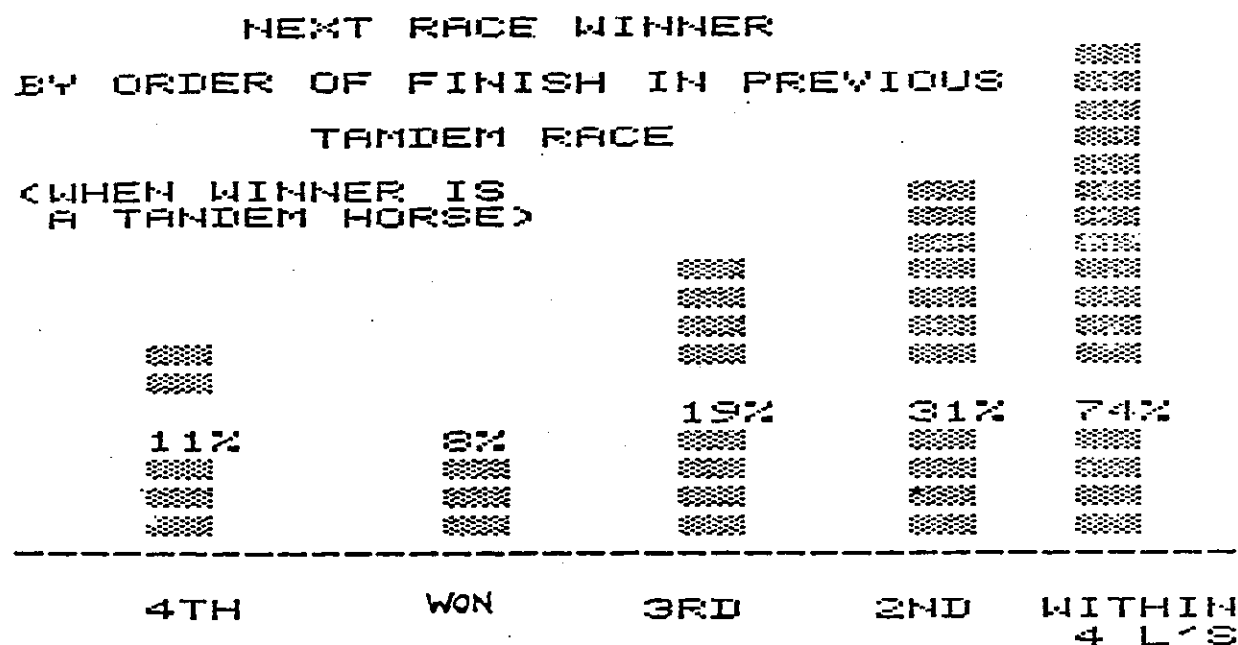 NEXT RACE WINNER
BY ORDER OF FINISH IN PREVIOUS
TAMDEM RACE
<WHEN WINNER IS
A TANDEM HORSE>
19% 31% 74%
11% 8%
4TH WON 3RD 2ND WITHIN
4 L'S